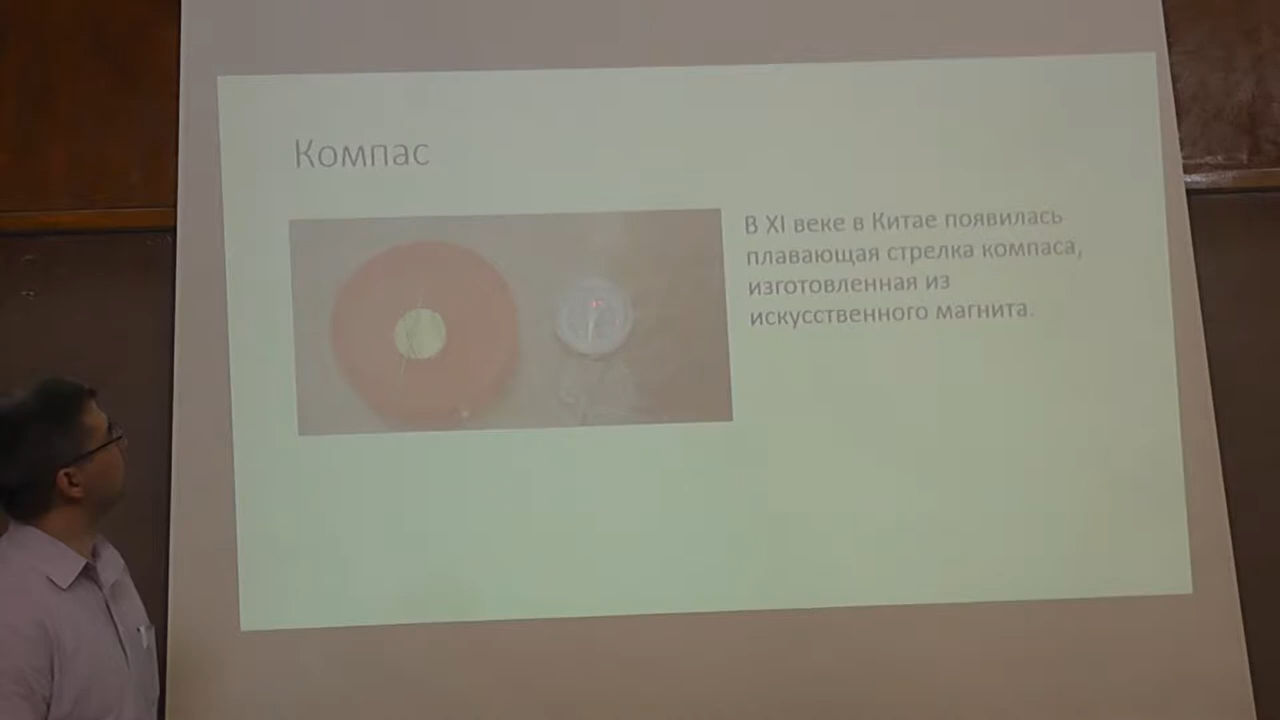 Компас
В XI веке в Китае появилась
плавающая стрелка компаса,
изготовленная из
искусственного магнита.